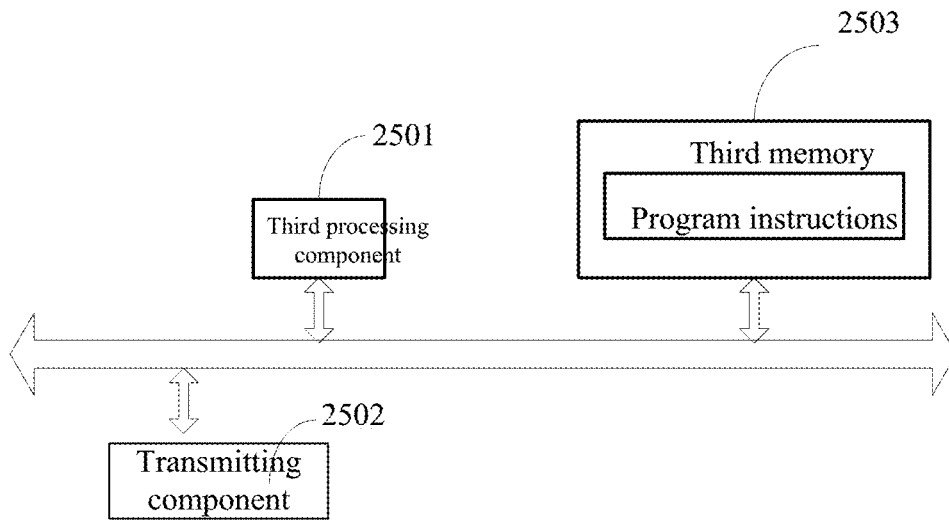 2503
2501
Third memory
Program instructions
Third processing
component
2502
Transmitting
component